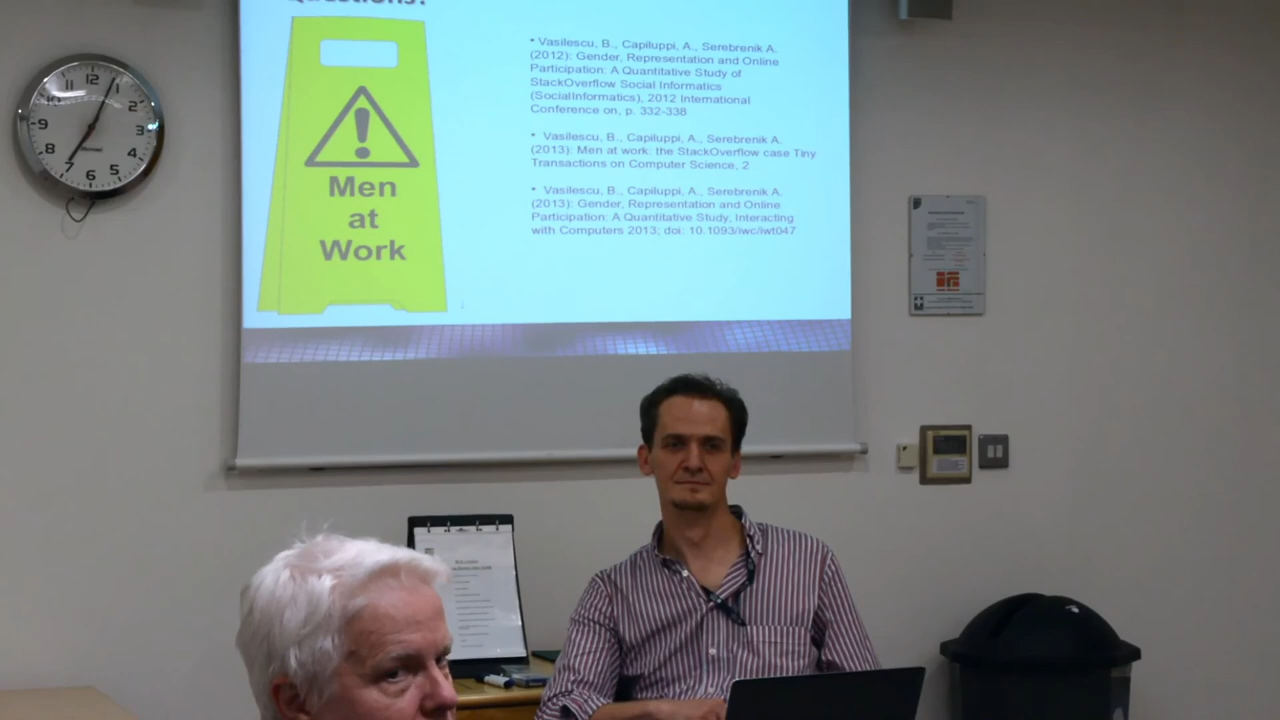 Questions?
• Vasilescu, B., Capiluppi, A., Serebrenik A.
(2012): Gender, Representation and Online
Participation: A Quantitative Study of
StackOverflow Social Informatics
(SocialInformatics), 2012 International
Conference on, p. 332-338
• Vasilescu, B., Capiluppi, A., Serebrenik A.
(2013): Men at work: the StackOverflow case Tiny
Transactions on Computer Science, 2
• Vasilescu, B., Capiluppi, A., Serebrenik A.
(2013): Gender, Representation and Online
Participation: A Quantitative Study, Interacting
with Computers 2013; doi: 10.1093/iwc/iwt047
Men
at
Work
12
1
2
3
4
5
6
7
8
9
10
11